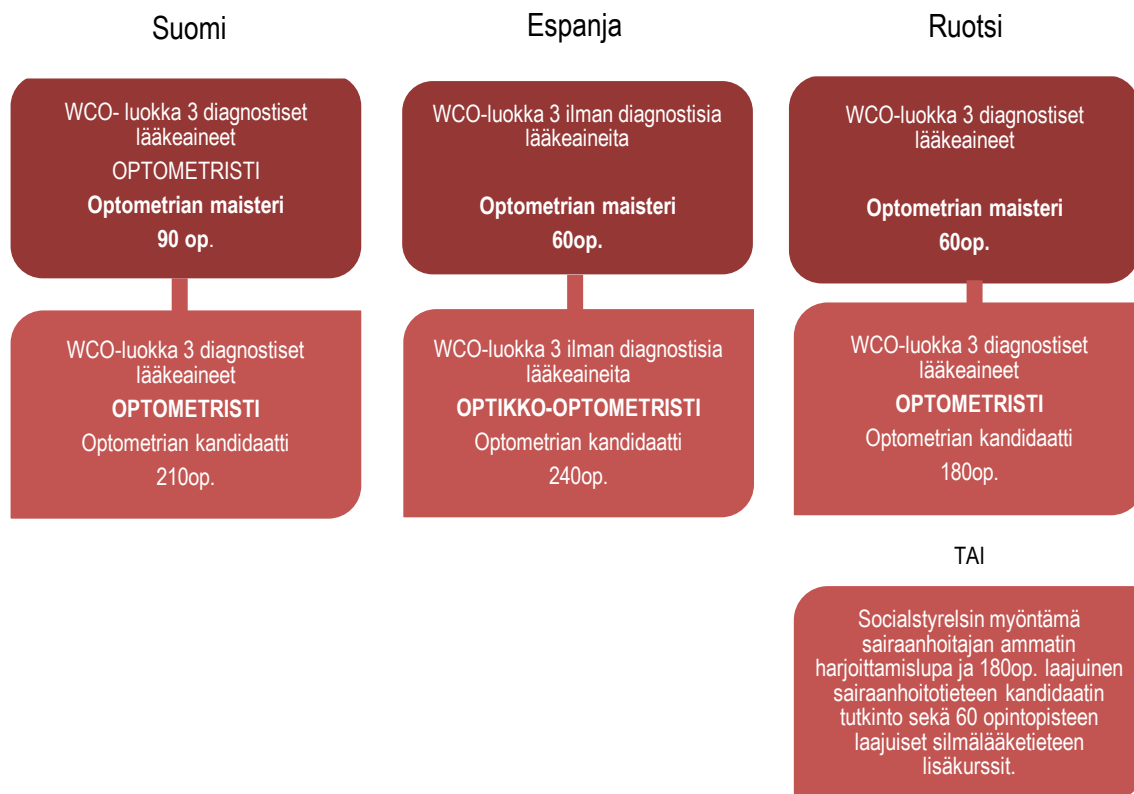 Suomi
WCO- luokka 3 diagnostiset
lääkeaineet
OPTOMETRISTI
Optometrian maisteri
90 op.
WCO-luokka 3 diagnostiset
lääkeaineet
OPTOMETRISTI
Optometrian kandidaatti
210op.
Espanja
WCO-luokka 3 ilman diagnostisia
lääkeaineita
Optometrian maisteri
60op.
WCO-luokka 3 ilman diagnostisia
lääkeaineita
OPTIKKO-OPTOMETRISTI
Optometrian kandidaatti
240op.
Ruotsi
WCO-luokka 3 diagnostiset
lääkeaineet
Optometrian maisteri
60op.
WCO-luokka 3 diagnostiset
lääkeaineet
OPTOMETRISTI
Optometrian kandidaatti
180op.
TAI
Socialstyrelsin myöntämä
sairaanhoitajan ammatin
harjoittamislupa ja 180op. laajuinen
sairaanhoitotieteen kandidaatin
tutkinto sekä 60 opintopisteen
laajuiset silmälääketieteen
lisäkurssit.